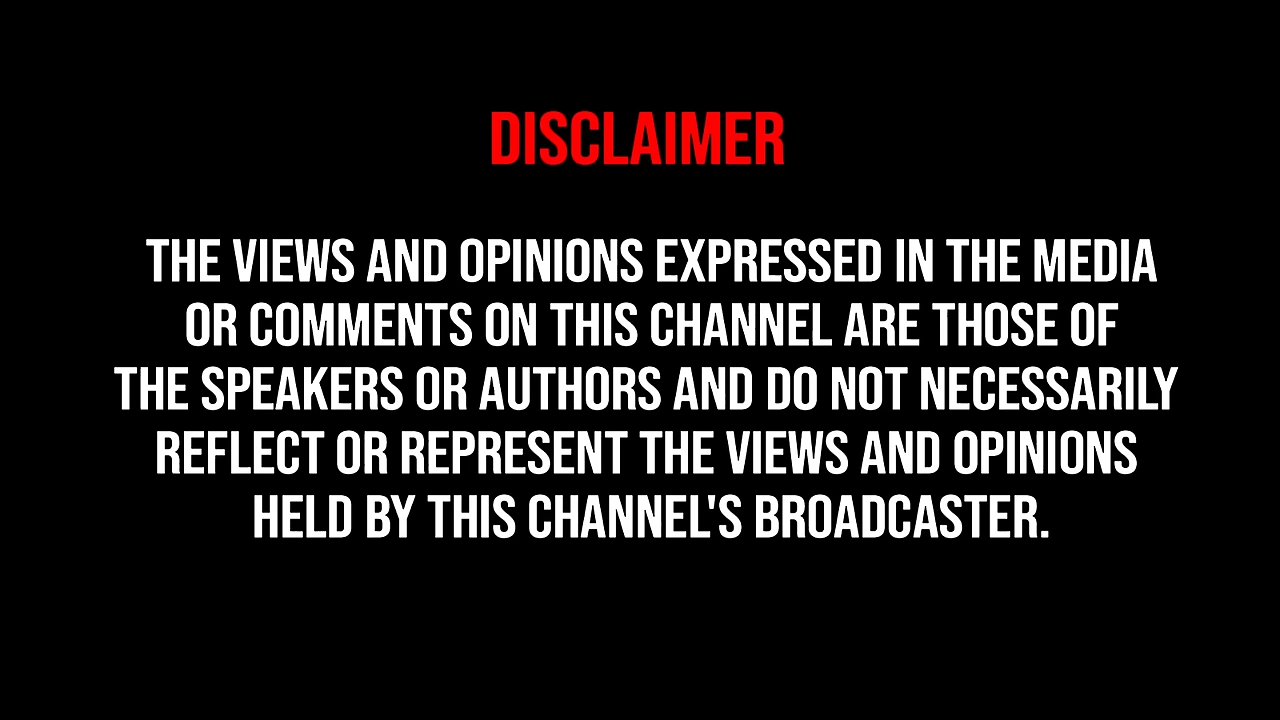 DISCLAIMER
THE VIEWS AND OPINIONS EXPRESSED IN THE MEDIA
OR COMMENTS ON THIS CHANNEL ARE THOSE OF
THE SPEAKERS OR AUTHORS AND DO NOT NECESSARILY
REFLECT OR REPRESENT THE VIEWS AND OPINIONS
HELD BY THIS CHANNEL'S BROADCASTER.